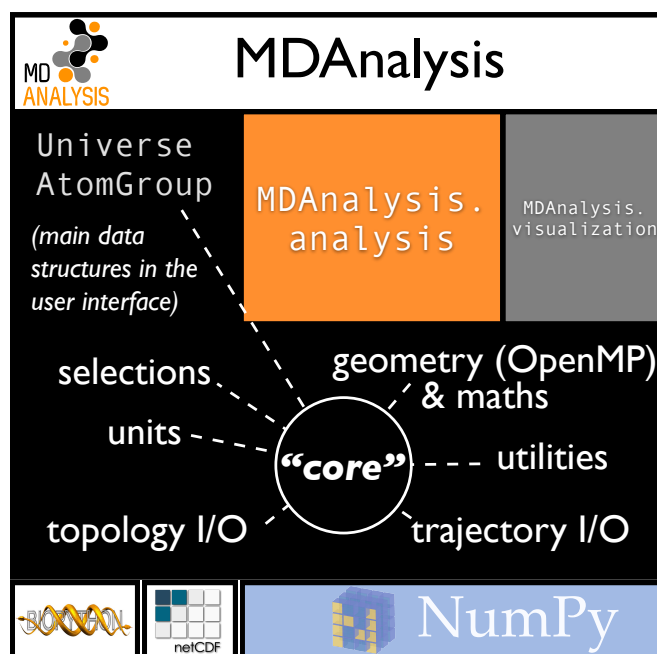 MD
ANALYSIS
MDAnalysis
Universe
AtomGroup
(main data
structures in the
user interface)
MDAnalysis.
analysis
MDAnalysis.
visualization
selections
units
topology I/O
geometry (OpenMP)
& maths
utilities
trajectory I/O
“core”
BIOPYTHON
netCDF
NumPy